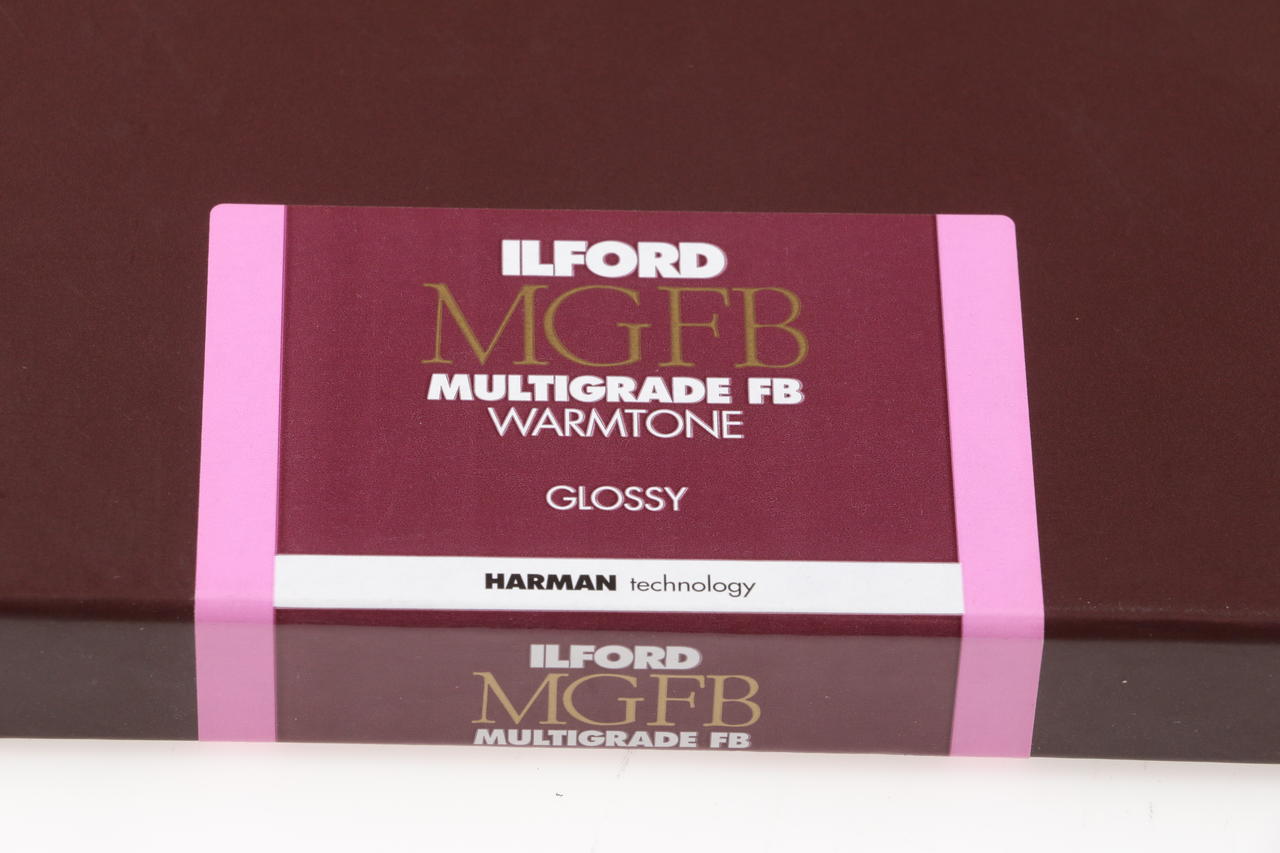 ILFORD
MGFB
MULTIGRADE FB
WARMTONE
GLOSSY
HARMAN technology
ILFORD
MGFB
MULTIGRADE FB